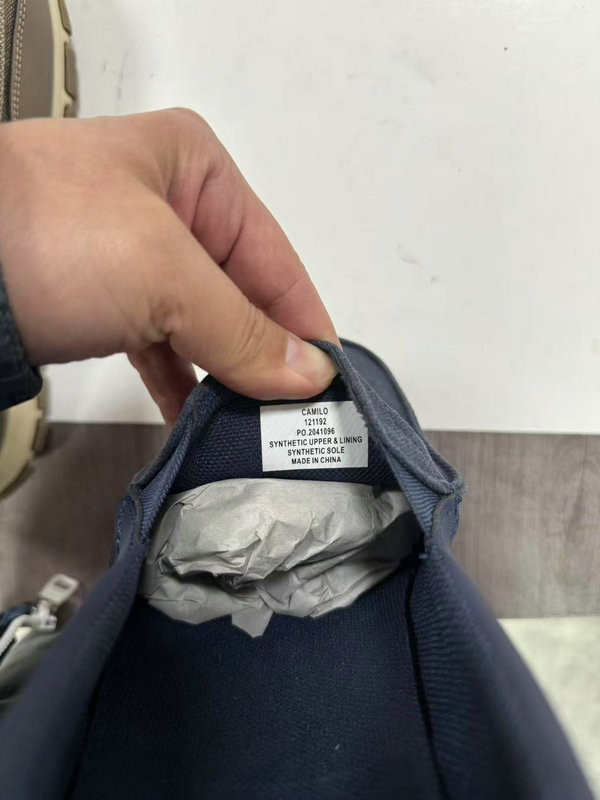 CAMILO
121192
PO.2041096
SYNTHETIC UPPER & LINING
SYNTHETIC SOLE
MADE IN CHINA